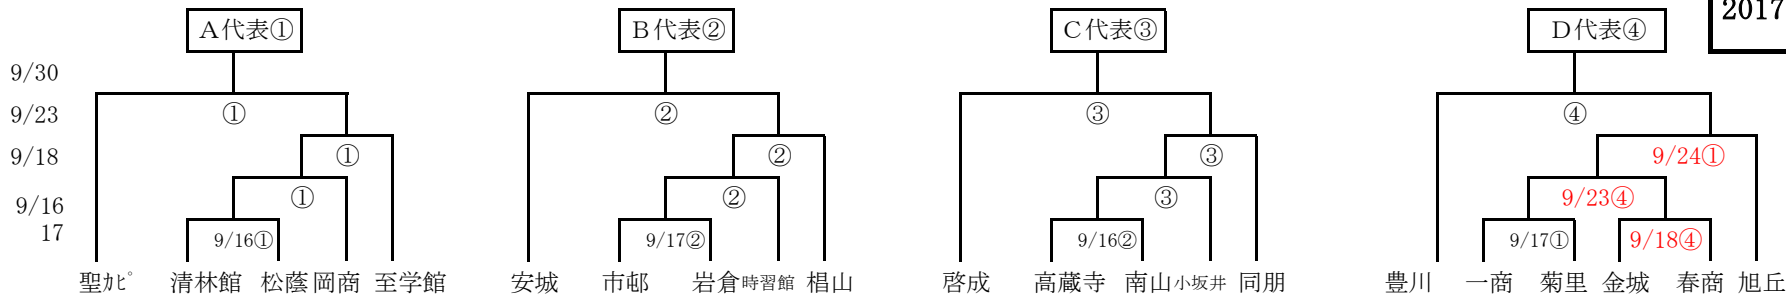 A代表① B代表② C代表③ D代表④ 2017
9/30
9/23 ① ② ③ ④
9/18 ① ② ③ 9/24①
① ② ③ 9/23④
9/16
17 9/16① 9/17② 9/16② 9/17① 9/18④
聖ｶﾋﾟ 清林館 松蔭 岡商 至学館 安城 市邨 岩倉 時習館 椙山 啓成 高蔵寺 南山 小坂井 同朋 豊川 一商 菊里 金城 春商 旭丘